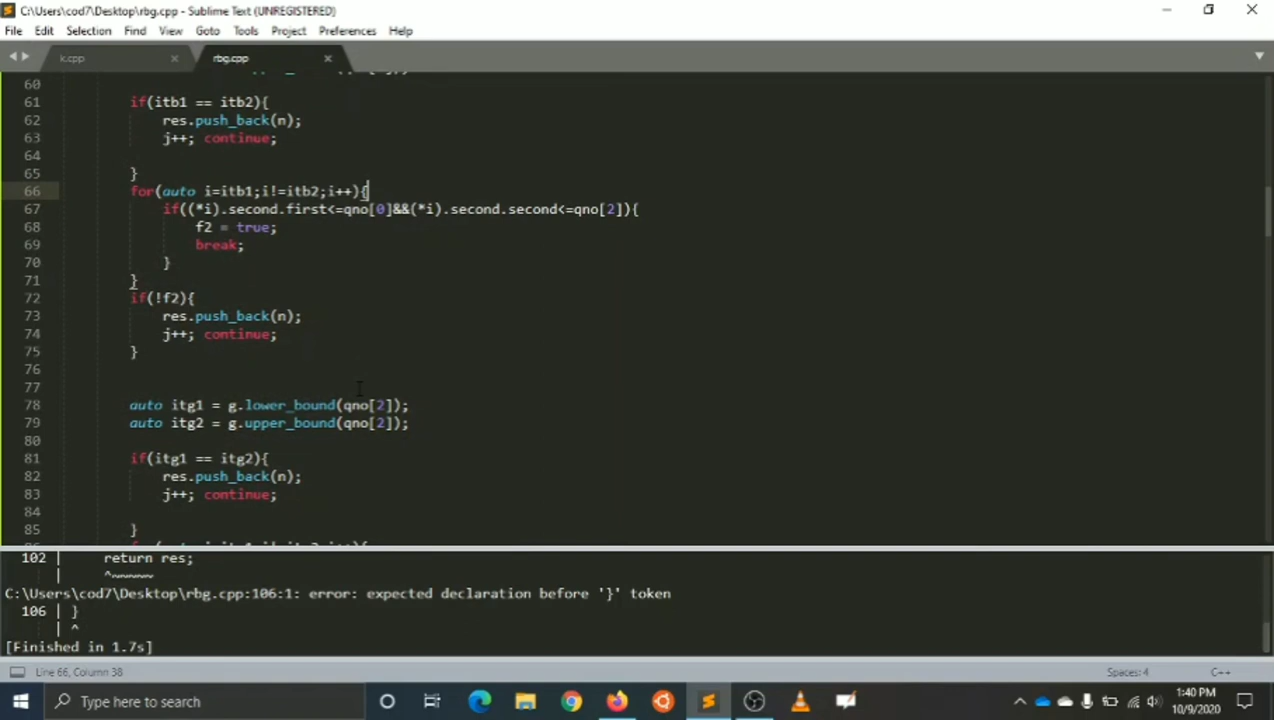 C:\Users\cod7\Desktop\rbg.cpp - Sublime Text (UNREGISTERED)
File Edit Selection Find View Goto Tools Project Preferences Help
k.cpp × rbg.cpp ×
60
61 if(itb1 == itb2){
62 res.push_back(n);
63 j++; continue;
64
65 }
66 for(auto i=itb1;i!=itb2;i++){
67 if((*i).second.first<=qno[0]&&(*i).second.second<=qno[2]){
68 f2 = true;
69 break;
70 }
71 }
72 if(!f2){
73 res.push_back(n);
74 j++; continue;
75 }
76
77
78 auto itg1 = g.lower_bound(qno[2]);
79 auto itg2 = g.upper_bound(qno[2]);
80
81 if(itg1 == itg2){
82 res.push_back(n);
83 j++; continue;
84
85 }
102 | return res;
| ^~~~~~
C:\Users\cod7\Desktop\rbg.cpp:106:1: error: expected declaration before '}' token
106 | }
| ^
[Finished in 1.7s]
Line 66, Column 38 Spaces: 4 C++
Type here to search
1:40 PM
10/9/2020